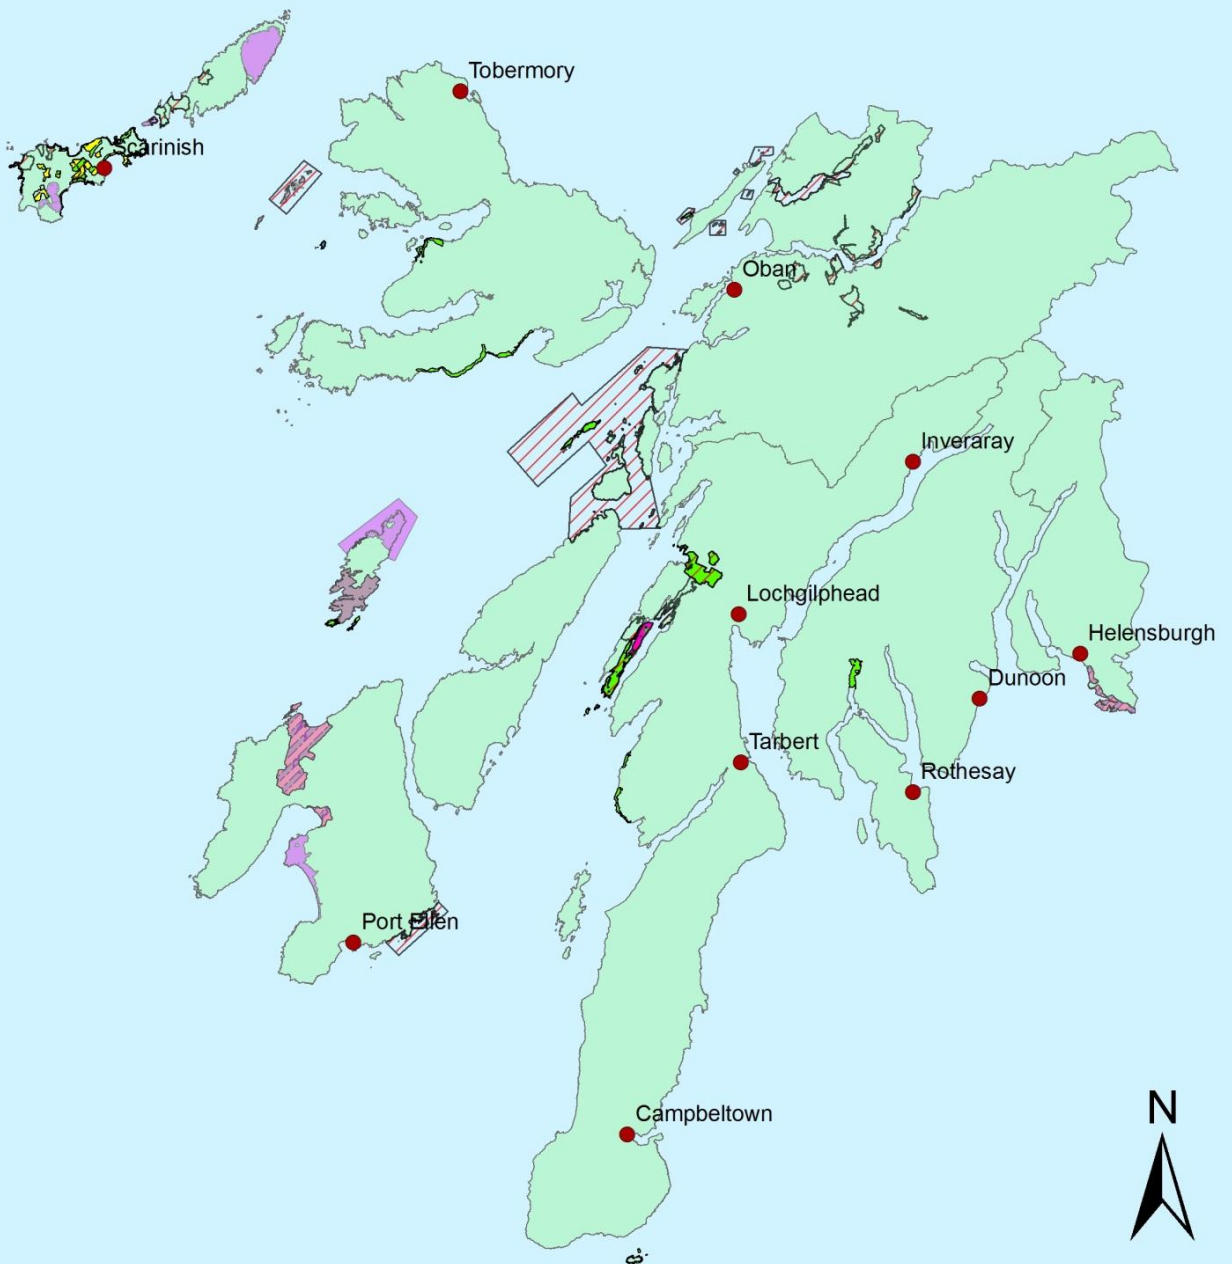 Tobermory
Scarinish
Oban
Inveraray
Lochgilphead
Helensburgh
Dunoon
Tarbert
Rothesay
Port Ellen
Campbeltown
N